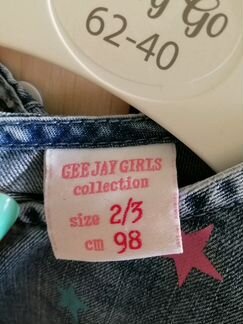 Go
62-40
GEE JAY GIRLS
collection
size 2/3
cm 98